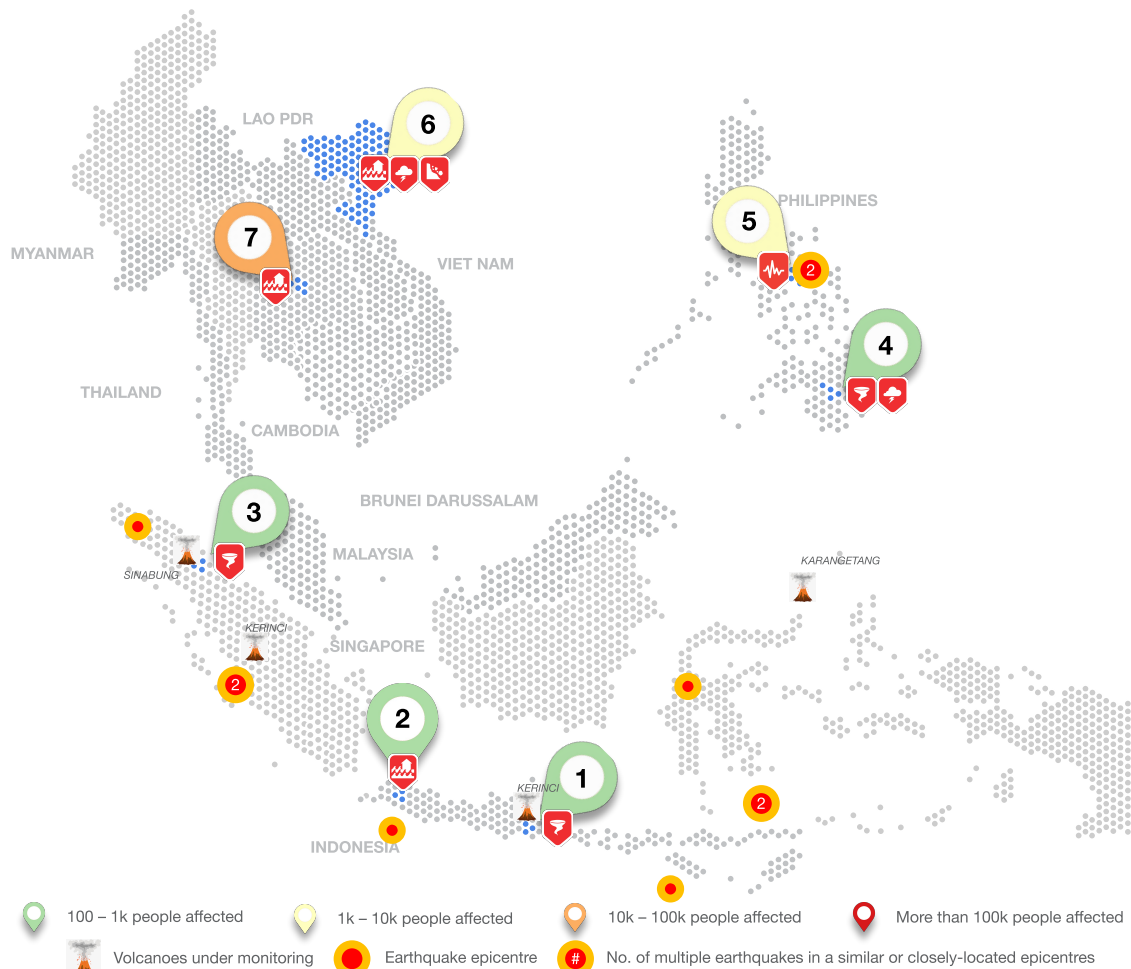 LAO PDR
6
PHILIPPINES
5
7
MYANMAR
VIET NAM
2
4
THAILAND
CAMBODIA
BRUNEI DARUSSALAM
3
MALAYSIA
KARANGETANG
SINABUNG
KERINCI
SINGAPORE
2
2
1
KERINCI
2
INDONESIA
100 – 1k people affected
1k – 10k people affected
10k – 100k people affected
More than 100k people affected
Volcanoes under monitoring
Earthquake epicentre
# No. of multiple earthquakes in a similar or closely-located epicentres